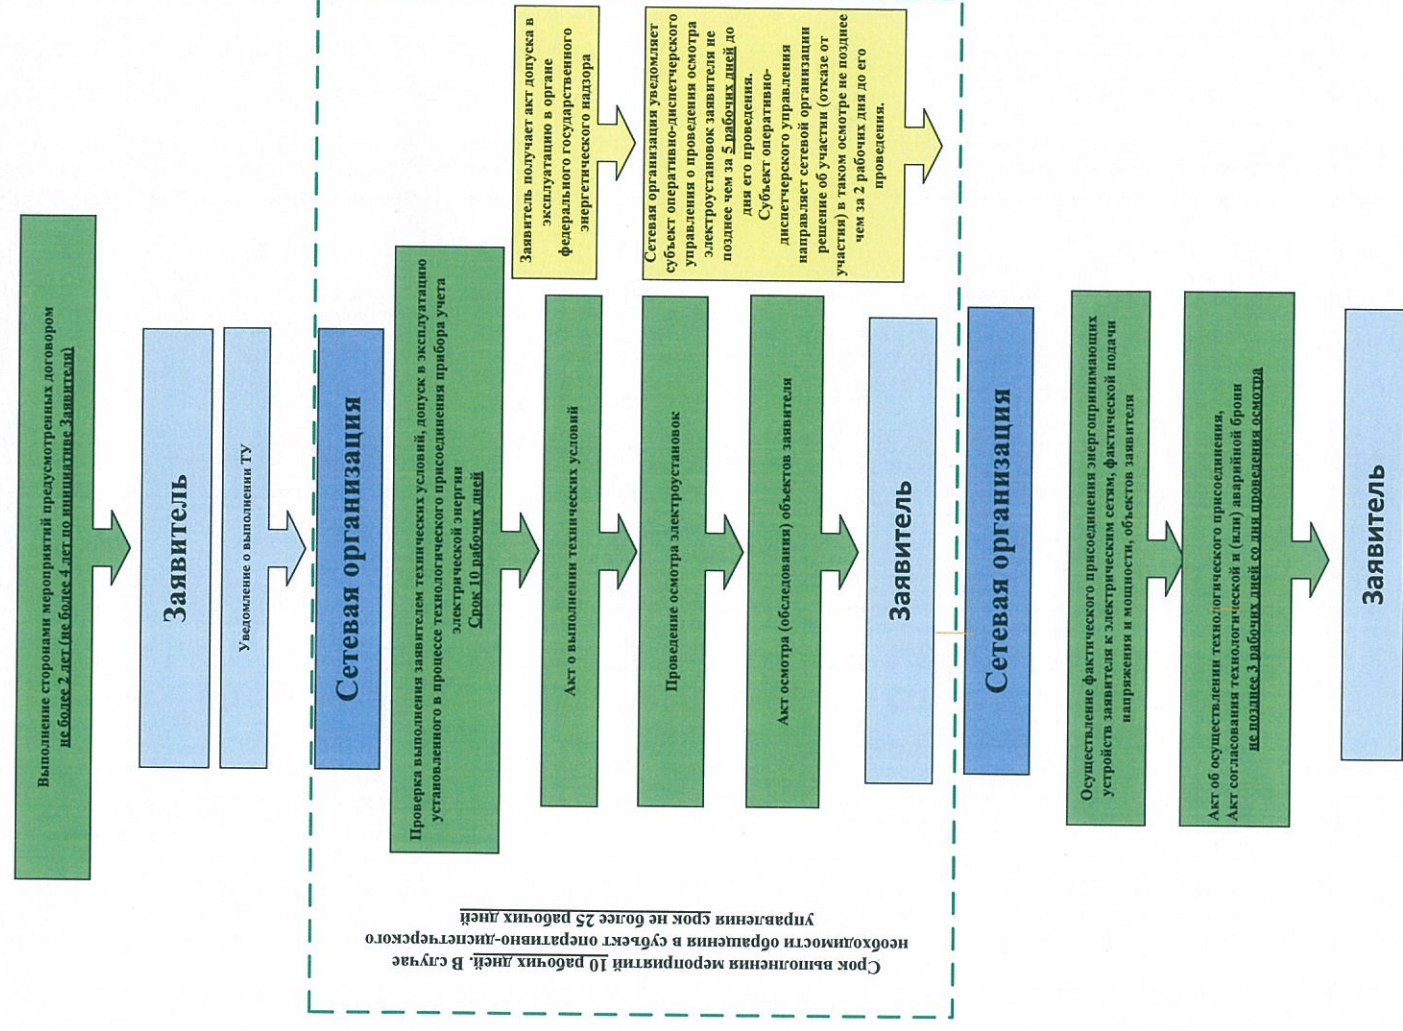 Выполнение сторонами мероприятий предусмотренных договором
не более 2 лет (не более 4 лет по инициативе Заявителя)
Заявитель
Уведомление о выполнении ТУ
Сетевая организация
Проверка выполнения заявителем технических условий, допуск в эксплуатацию
установленного в процессе технологического присоединения прибора учета
электрической энергии
Срок 10 рабочих дней
Заявитель получает акт допуска в
эксплуатацию в органе
федерального государственного
энергетического надзора
Акт о выполнении технических условий
Сетевая организация уведомляет
субъект оперативно-диспетчерского
управления о проведения осмотра
электроустановок заявителя не
позднее чем за 5 рабочих дней до
дня его проведения.
Субъект оперативно-
диспетчерского управления
направляет сетевой организации
решение об участии (отказе от
участия) в таком осмотре не позднее
чем за 2 рабочих дня до его
проведения.
Проведение осмотра электроустановок
Акт осмотра (обследования) объектов заявителя
Заявитель
Срок выполнения мероприятий 10 рабочих дней. В случае
необходимости обращения в субъект оперативно-диспетчерского
управления срок не более 25 рабочих дней
Сетевая организация
Осуществление фактического присоединения энергопринимающих
устройств заявителя к электрическим сетям, фактической подачи
напряжения и мощности, объектов заявителя
Акт об осуществлении технологического присоединения,
Акт согласования технологической и (или) аварийной брони
не позднее 3 рабочих дней со дня проведения осмотра
Заявитель